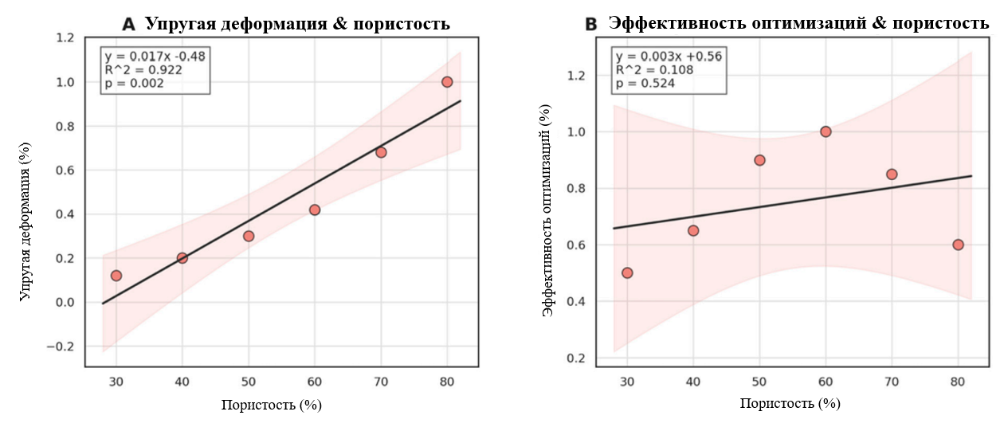 A Упругая деформация & пористость
y = 0.017x -0.48
R^2 = 0.922
p = 0.002
1.2
1.0
0.8
0.6
0.4
0.2
0.0
−0.2
Упругая деформация (%)
30 40 50 60 70 80
Пористость (%)
B Эффективность оптимизаций & пористость
y = 0.003x +0.56
R^2 = 0.108
p = 0.524
1.2
1.0
0.8
0.6
0.4
0.2
Эффективность оптимизаций (%)
30 40 50 60 70 80
Пористость (%)